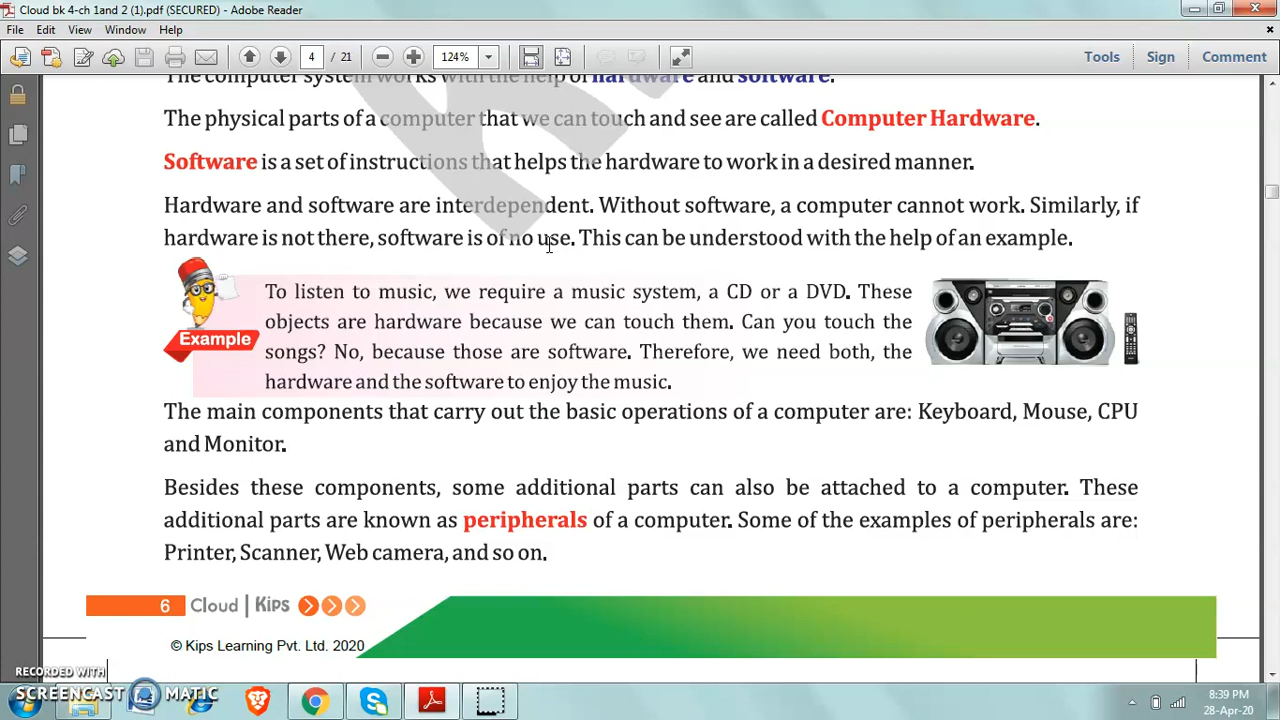 Cloud bk 4-ch 1and 2 (1).pdf (SECURED) - Adobe Reader
File Edit View Window Help
4 / 21 124% Tools Sign Comment
The computer system works with the help of hardware and software.
The physical parts of a computer that we can touch and see are called Computer Hardware.
Software is a set of instructions that helps the hardware to work in a desired manner.
Hardware and software are interdependent. Without software, a computer cannot work. Similarly, if
hardware is not there, software is of no use. This can be understood with the help of an example.
Example
To listen to music, we require a music system, a CD or a DVD. These
objects are hardware because we can touch them. Can you touch the
songs? No, because those are software. Therefore, we need both, the
hardware and the software to enjoy the music.
The main components that carry out the basic operations of a computer are: Keyboard, Mouse, CPU
and Monitor.
Besides these components, some additional parts can also be attached to a computer. These
additional parts are known as peripherals of a computer. Some of the examples of peripherals are:
Printer, Scanner, Web camera, and so on.
6 Cloud | Kips
© Kips Learning Pvt. Ltd. 2020
RECORDED WITH
SCREENCAST MATIC
8:39 PM
28-Apr-20